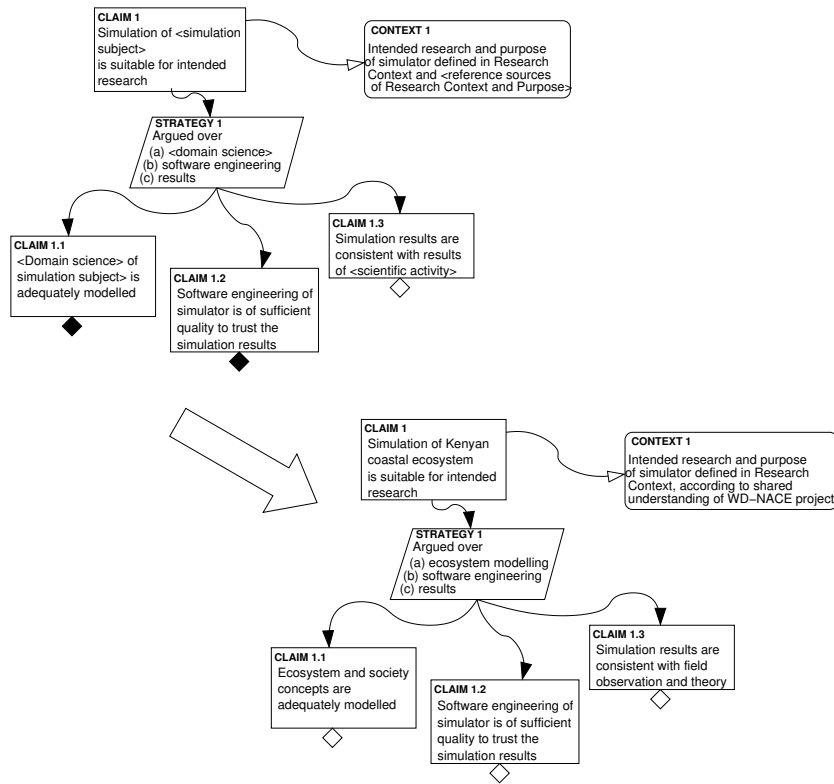 CLAIM 1
Simulation of <simulation
subject>
is suitable for intended
research
CONTEXT 1
Intended research and purpose
of simulator defined in Research
Context and <reference sources
of Research Context and Purpose>
STRATEGY 1
Argued over
(a) <domain science>
(b) software engineering
(c) results
CLAIM 1.1
<Domain science> of
simulation subject> is
adequately modelled
CLAIM 1.2
Software engineering of
simulator is of sufficient
quality to trust the
simulation results
CLAIM 1.3
Simulation results are
consistent with results
of <scientific activity>
CLAIM 1
Simulation of Kenyan
coastal ecosystem
is suitable for intended
research
CONTEXT 1
Intended research and purpose
of simulator defined in Research
Context, according to shared
understanding of WD−NACE project
STRATEGY 1
Argued over
(a) ecosystem modelling
(b) software engineering
(c) results
CLAIM 1.1
Ecosystem and society
concepts are
adequately modelled
CLAIM 1.2
Software engineering of
simulator is of sufficient
quality to trust the
simulation results
CLAIM 1.3
Simulation results are
consistent with field
observation and theory